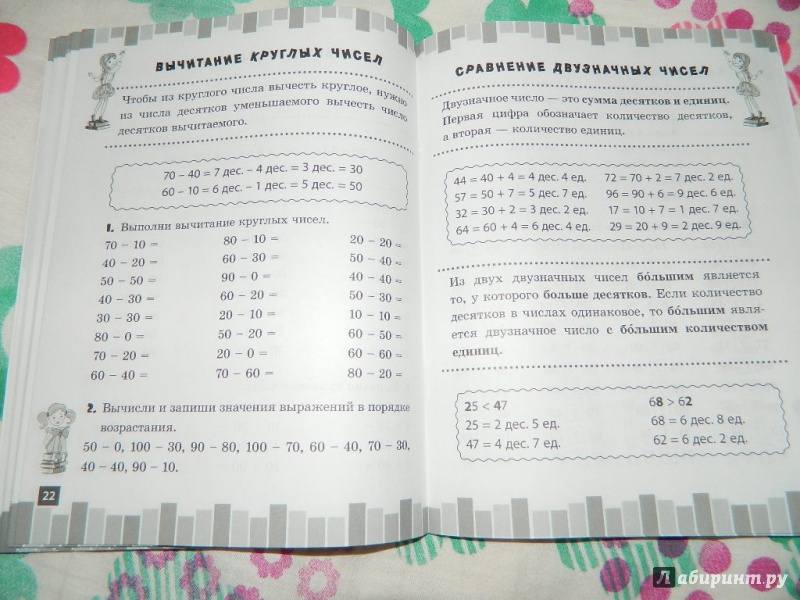 ВЫЧИТАНИЕ КРУГЛЫХ ЧИСЕЛ
Чтобы из круглого числа вычесть круглое, нужно
из числа десятков уменьшаемого вычесть число
десятков вычитаемого.
70 – 40 = 7 дес. – 4 дес. = 3 дес. = 30
60 – 10 = 6 дес. – 1 дес. = 5 дес. = 50
1. Выполни вычитание круглых чисел.
70 – 10 = 80 – 10 = 20 – 20 =
40 – 20 = 60 – 30 = 50 – 40 =
50 – 50 = 90 – 0 = 40 – 40 =
40 – 30 = 60 – 20 = 50 – 30 =
30 – 30 = 20 – 10 = 10 – 10 =
80 – 0 = 50 – 20 = 60 – 50 =
70 – 20 = 20 – 0 = 60 – 60 =
60 – 40 = 70 – 60 = 80 – 20 =
2. Вычисли и запиши значения выражений в порядке
возрастания.
50 – 0, 100 – 30, 90 – 80, 100 – 70, 60 – 40, 70 – 30,
40 – 40, 90 – 10.
22
СРАВНЕНИЕ ДВУЗНАЧНЫХ ЧИСЕЛ
Двузначное число — это сумма десятков и единиц.
Первая цифра обозначает количество десятков,
а вторая — количество единиц.
44 = 40 + 4 = 4 дес. 4 ед. 72 = 70 + 2 = 7 дес. 2 ед.
57 = 50 + 7 = 5 дес. 7 ед. 96 = 90 + 6 = 9 дес. 6 ед.
32 = 30 + 2 = 3 дес. 2 ед. 17 = 10 + 7 = 1 дес. 7 ед.
64 = 60 + 4 = 6 дес. 4 ед. 29 = 20 + 9 = 2 дес. 9 ед.
Из двух двузначных чисел бо́льшим является
то, у которого больше десятков. Если количество
десятков в числах одинаковое, то бо́льшим явля-
ется двузначное число с бо́льшим количеством
единиц.
25 < 47 68 > 62
25 = 2 дес. 5 ед. 68 = 6 дес. 8 ед.
47 = 4 дес. 7 ед. 62 = 6 дес. 2 ед.
Лабиринт.ру